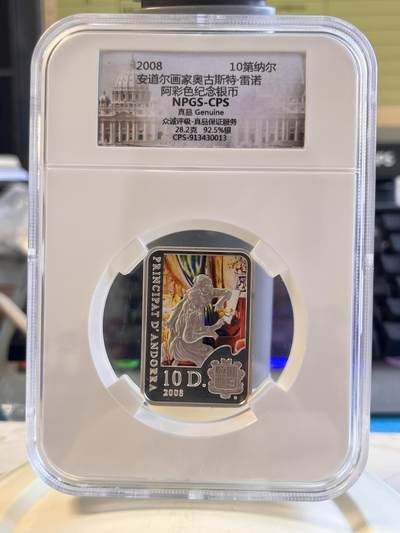 2008 10第纳尔
安道尔画家奥古斯特·雷诺
阿彩色纪念银币
NPGS-CPS
真品 Genuine
众诚评级·真品保证服务
28.2克 92.5%银
CPS-913430013
PRINCIPAT D'ANDORRA
10 D.
2008